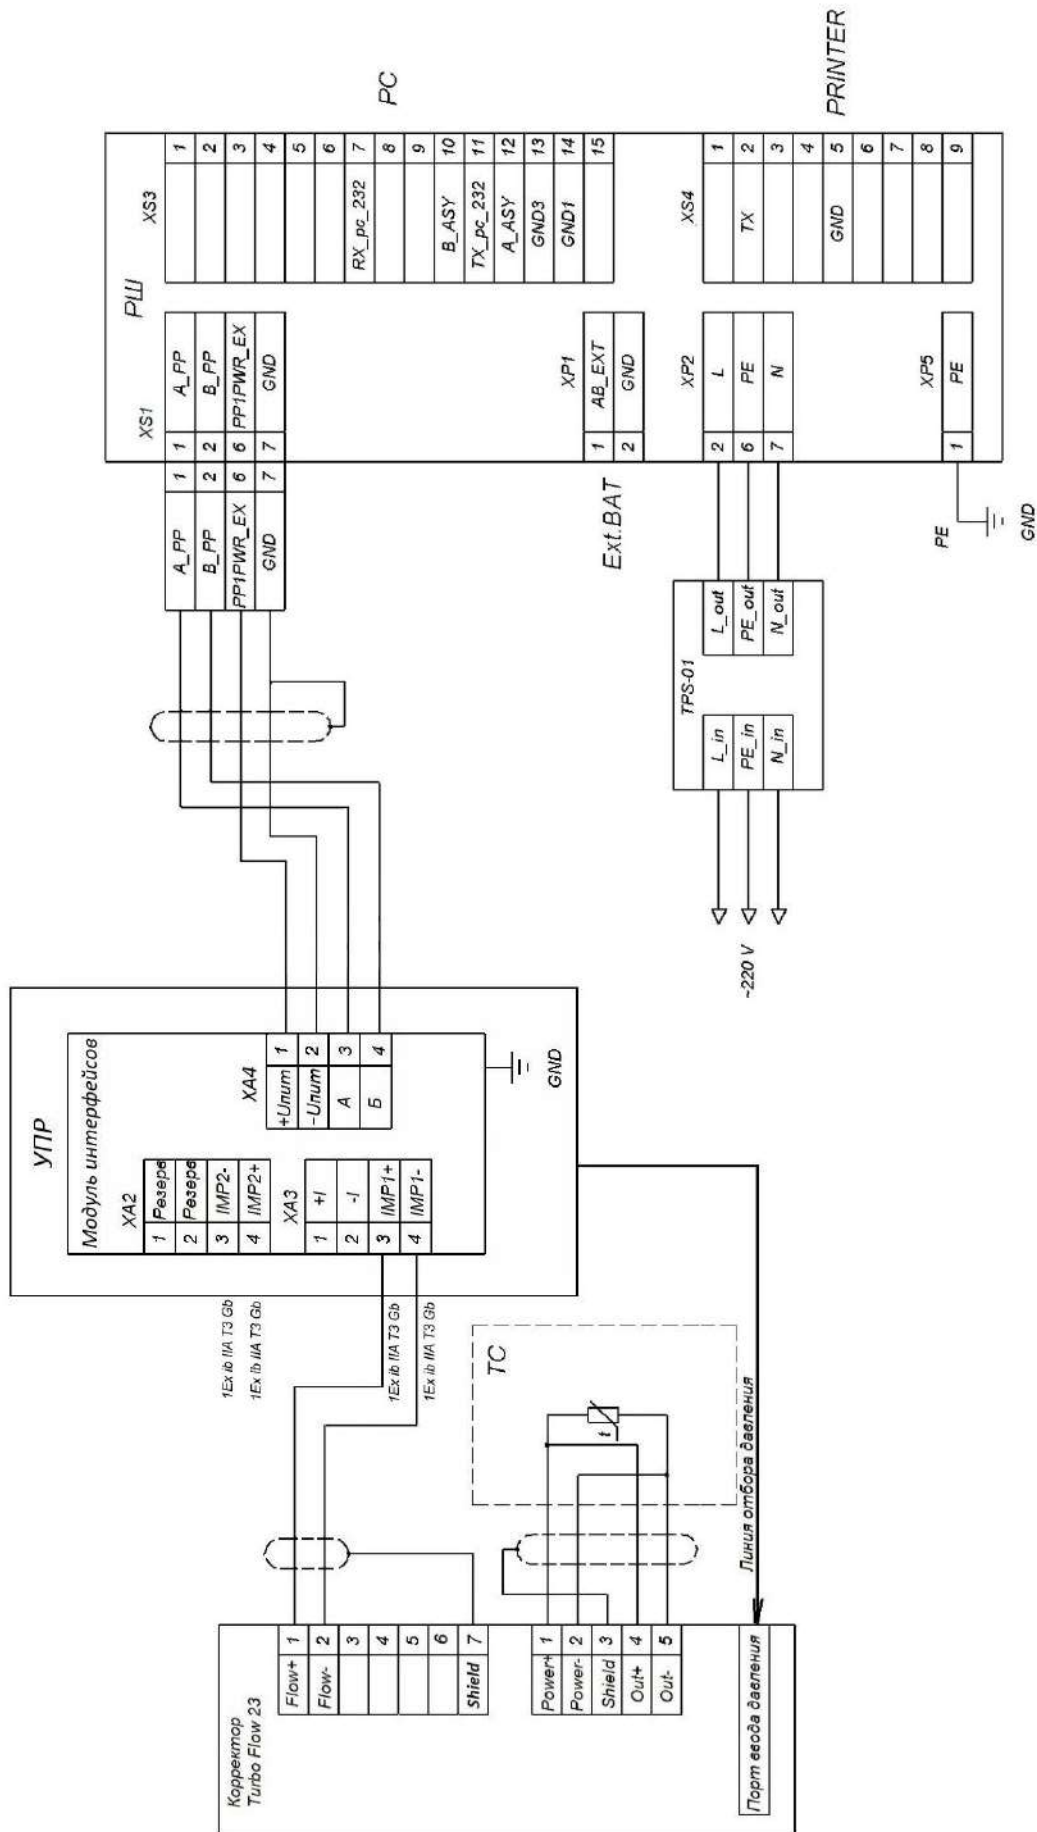 Корректор
Turbo Flow 23
Flow+ 1
Flow- 2
3
4
5
6
Shield 7
Power+ 1
Power- 2
Shield 3
Out+ 4
Out- 5
Порт ввода давления
Линия отбора давления
ТС
t
1Ex ib IIA T3 Gb
1Ex ib IIA T3 Gb
1Ex ib IIA T3 Gb
1Ex ib IIA T3 Gb
УПР
Модуль интерфейсов
XA2
1 Резерв
2 Резерв
3 IMP2-
4 IMP2+
XA3
1 +I
2 -I
3 IMP1+
4 IMP1-
XA4
+Uпит 1
-Uпит 2
А 3
Б 4
GND
~220 V
TPS-01
L_in L_out
PE_in PE_out
N_in N_out
A_PP 1
B_PP 2
PP1PWR_EX 6
GND 7
РШ
XS1
1 A_PP
2 B_PP
6 PP1PWR_EX
7 GND
Ext.BAT
XP1
1 AB_EXT
2 GND
XP2
2 L
6 PE
7 N
XP5
1 PE
PE
GND
XS3
1
2
3
4
5
6
RX_pc_232 7
8
9
B_ASY 10
TX_pc_232 11
A_ASY 12
GND3 13
GND1 14
15
PC
XS4
1
TX 2
3
4
GND 5
6
7
8
9
PRINTER